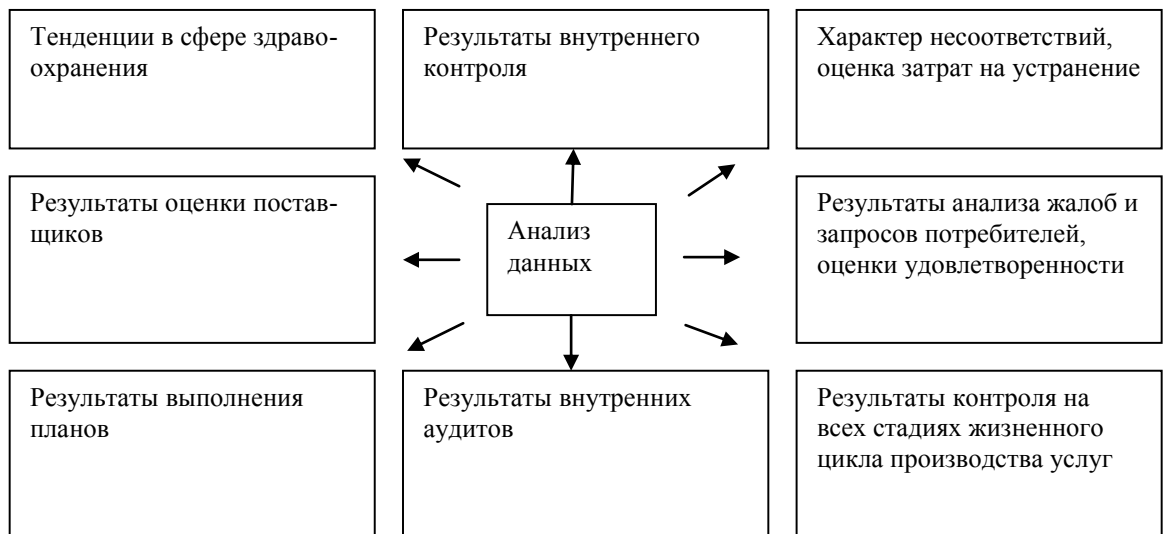 Тенденции в сфере здраво-
охранения
Результаты внутреннего
контроля
Характер несоответствий,
оценка затрат на устранение
Результаты оценки постав-
щиков
Анализ
данных
Результаты анализа жалоб и
запросов потребителей,
оценки удовлетворенности
Результаты выполнения
планов
Результаты внутренних
аудитов
Результаты контроля на
всех стадиях жизненного
цикла производства услуг